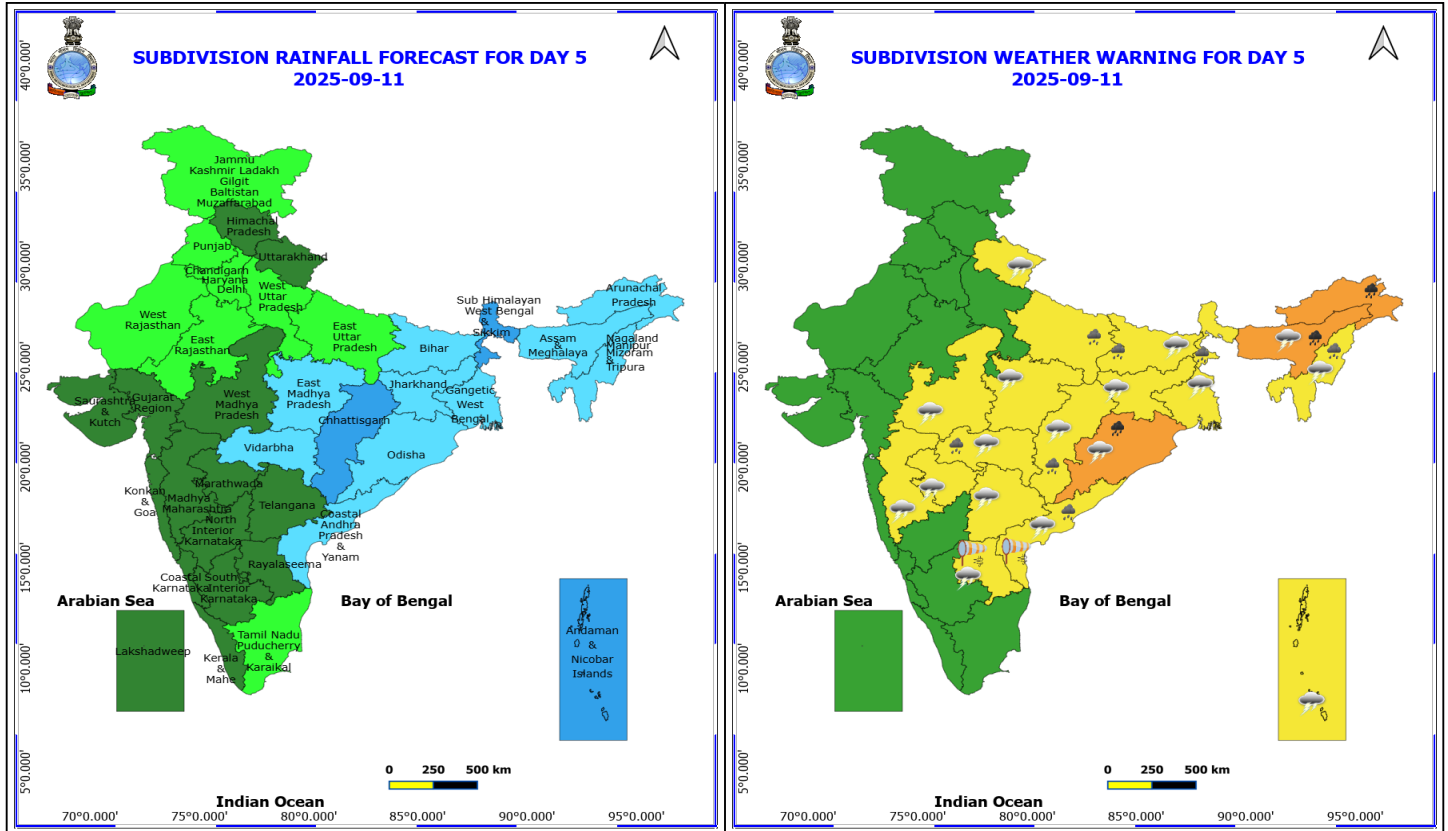 SUBDIVISION RAINFALL FORECAST FOR DAY 5
2025-09-11
40°0.000'
35°0.000'
30°0.000'
25°0.000'
20°0.000'
15°0.000'
10°0.000'
5°0.000'
Jammu
Kashmir Ladakh
Gilgit
Baltistan
Muzaffarabad
Himachal
Pradesh
Punjab
Uttarakhand
Chandigarh
Haryana
Delhi
West
Uttar
Pradesh
West
Rajasthan
East
Rajasthan
East
Uttar
Pradesh
Sub Himalayan
West Bengal
&
Sikkim
Arunachal
Pradesh
Assam
&
Meghalaya
Nagaland
Manipur
Mizoram
&
Tripura
Bihar
Jharkhand
Gangetic
West
Bengal
Saurashtra
&
Kutch
Gujarat
Region
West
Madhya
Pradesh
East
Madhya
Pradesh
Chhattisgarh
Vidarbha
Odisha
Konkan
&
Goa
Madhya
Maharashtra
Marathwada
Telangana
North
Interior
Karnataka
Coastal
Andhra
Pradesh
&
Yanam
Rayalaseema
Coastal
Karnataka
South
Interior
Karnataka
Tamil Nadu
Puducherry
&
Karaikal
Kerala
&
Mahe
Lakshadweep
Andaman
&
Nicobar
Islands
Arabian Sea
Bay of Bengal
0 250 500 km
Indian Ocean
70°0.000' 75°0.000' 80°0.000' 85°0.000' 90°0.000' 95°0.000'
SUBDIVISION WEATHER WARNING FOR DAY 5
2025-09-11
40°0.000'
35°0.000'
30°0.000'
25°0.000'
20°0.000'
15°0.000'
10°0.000'
5°0.000'
Arabian Sea
Bay of Bengal
0 250 500 km
Indian Ocean
70°0.000' 75°0.000' 80°0.000' 85°0.000' 90°0.000' 95°0.000'